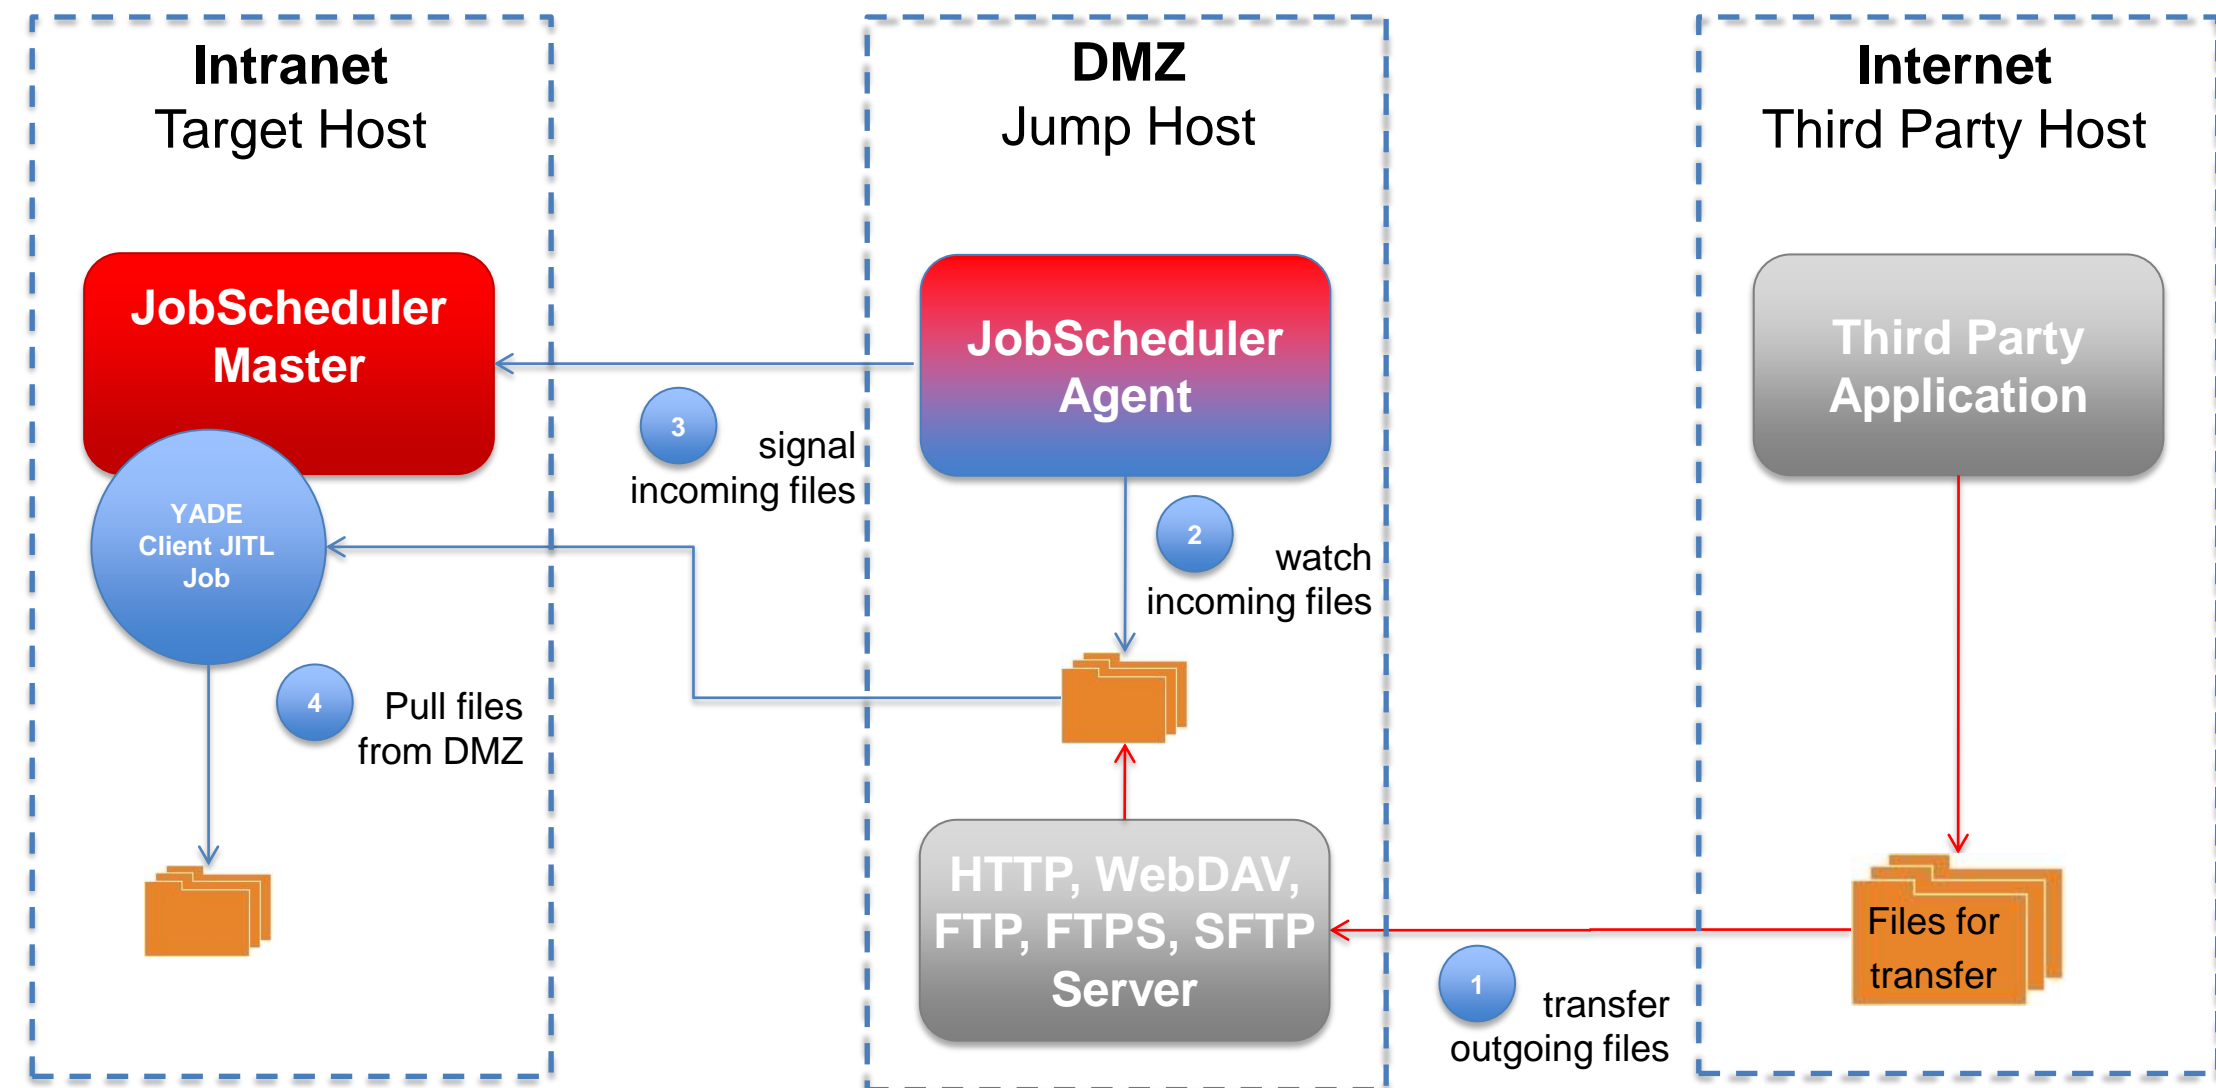 Intranet
Target Host
JobScheduler
Master
YADE
Client JITL
Job
4
Pull files
from DMZ
3
signal
incoming files
DMZ
Jump Host
JobScheduler
Agent
2
watch
incoming files
HTTP, WebDAV,
FTP, FTPS, SFTP
Server
1
transfer
outgoing files
Internet
Third Party Host
Third Party
Application
Files for
transfer